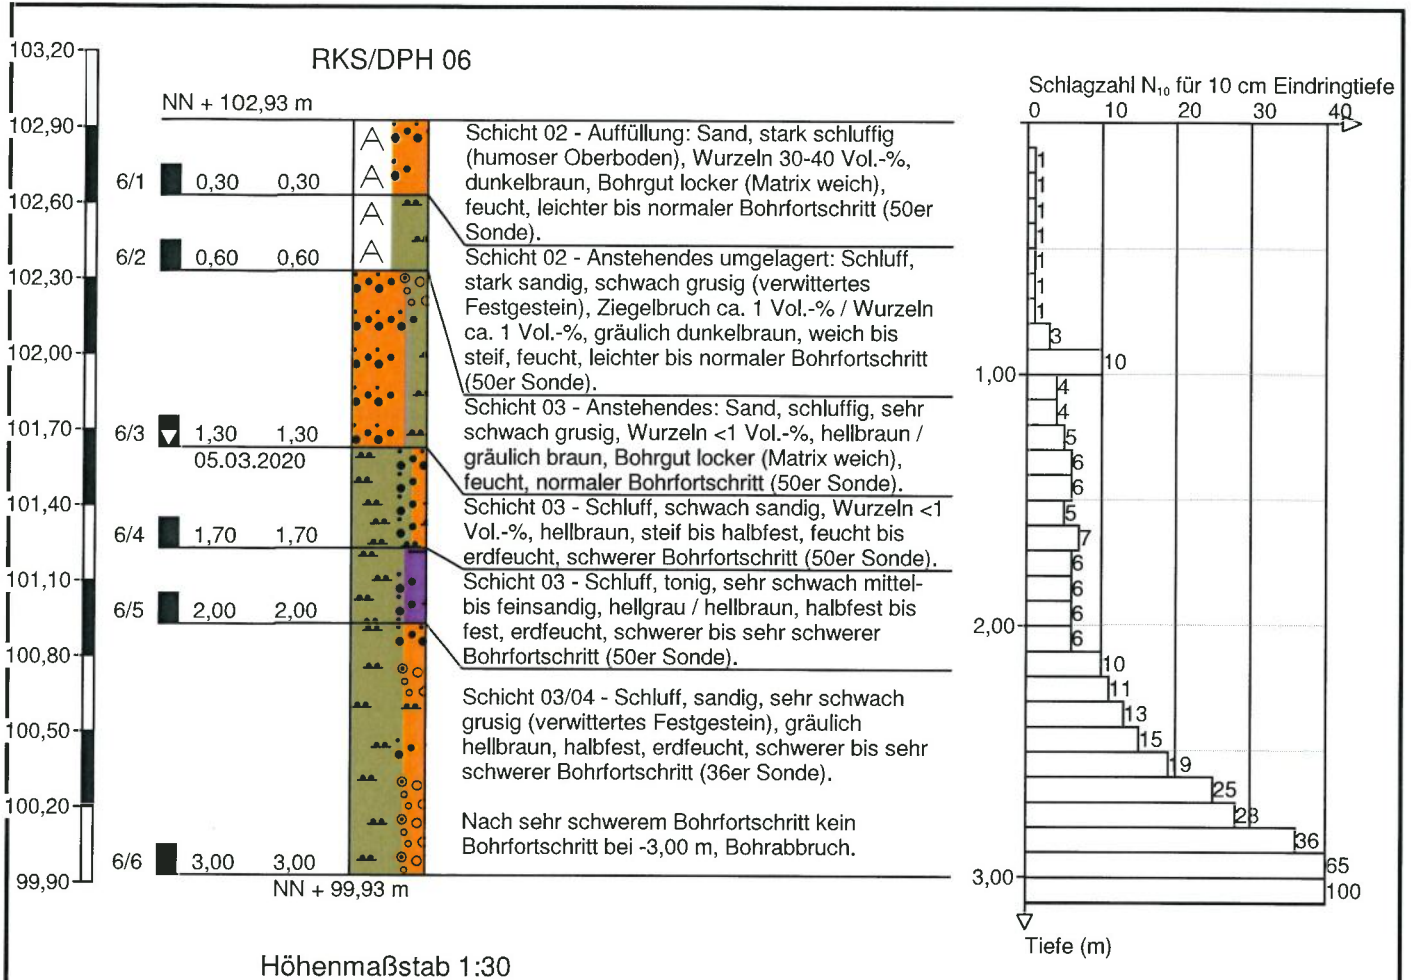 RKS/DPH 06
NN + 102,93 m
103,20
102,90
102,60
102,30
102,00
101,70
101,40
101,10
100,80
100,50
100,20
99,90
6/1 0,30 0,30
6/2 0,60 0,60
6/3 1,30 1,30
05.03.2020
6/4 1,70 1,70
6/5 2,00 2,00
6/6 3,00 3,00
NN + 99,93 m
A
A
A
A
Schicht 02 - Auffüllung: Sand, stark schluffig
(humoser Oberboden), Wurzeln 30-40 Vol.-%,
dunkelbraun, Bohrgut locker (Matrix weich),
feucht, leichter bis normaler Bohrfortschritt (50er
Sonde).
Schicht 02 - Anstehendes umgelagert: Schluff,
stark sandig, schwach grusig (verwittertes
Festgestein), Ziegelbruch ca. 1 Vol.-% / Wurzeln
ca. 1 Vol.-%, gräulich dunkelbraun, weich bis
steif, feucht, leichter bis normaler Bohrfortschritt
(50er Sonde).
Schicht 03 - Anstehendes: Sand, schluffig, sehr
schwach grusig, Wurzeln <1 Vol.-%, hellbraun /
gräulich braun, Bohrgut locker (Matrix weich),
feucht, normaler Bohrfortschritt (50er Sonde).
Schicht 03 - Schluff, schwach sandig, Wurzeln <1
Vol.-%, hellbraun, steif bis halbfest, feucht bis
erdfeucht, schwerer Bohrfortschritt (50er Sonde).
Schicht 03 - Schluff, tonig, sehr schwach mittel-
bis feinsandig, hellgrau / hellbraun, halbfest bis
fest, erdfeucht, schwerer bis sehr schwerer
Bohrfortschritt (50er Sonde).
Schicht 03/04 - Schluff, sandig, sehr schwach
grusig (verwittertes Festgestein), gräulich
hellbraun, halbfest, erdfeucht, schwerer bis sehr
schwerer Bohrfortschritt (36er Sonde).
Nach sehr schwerem Bohrfortschritt kein
Bohrfortschritt bei -3,00 m, Bohrabbruch.
Höhenmaßstab 1:30
Schlagzahl N₁₀ für 10 cm Eindringtiefe
0 10 20 30 40
1
1
1
1
1
1
1
3
10
1,00
4
4
5
6
6
5
7
6
6
6
2,00
6
10
11
13
15
19
25
28
36
65
3,00
100
Tiefe (m)